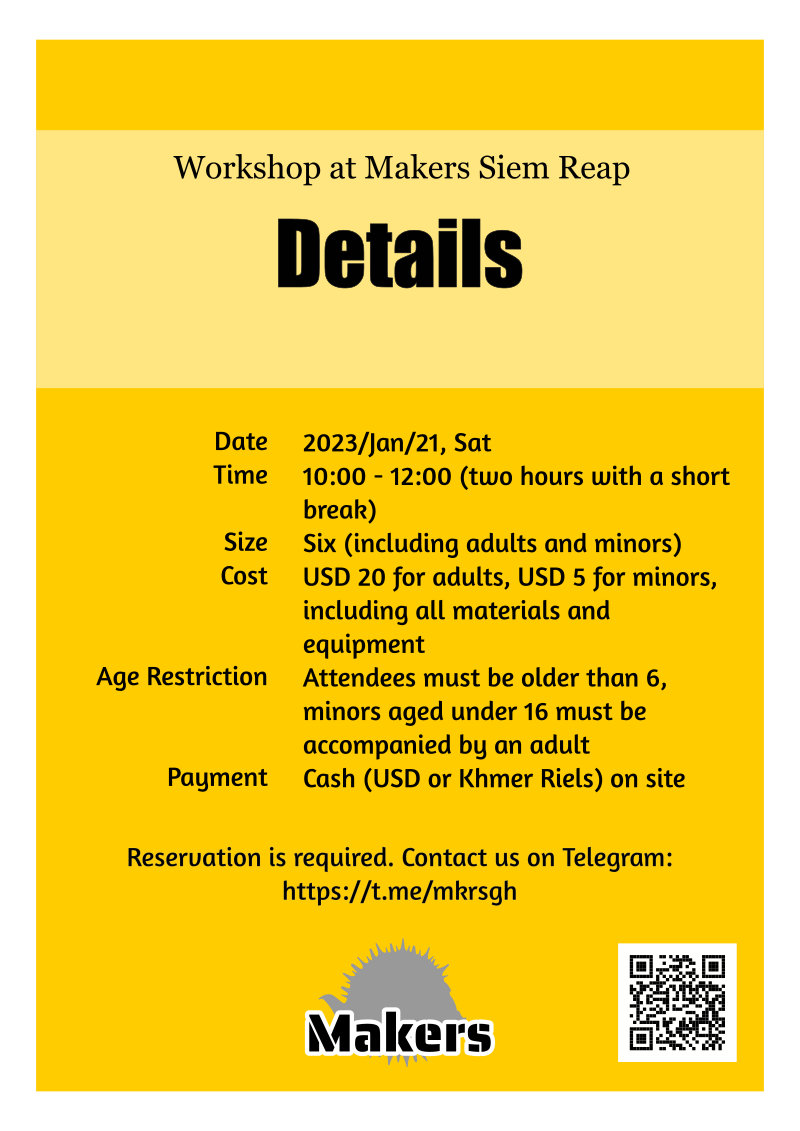 Workshop at Makers Siem Reap
Details
Date 2023/Jan/21, Sat
Time 10:00 - 12:00 (two hours with a short
break)
Size Six (including adults and minors)
Cost USD 20 for adults, USD 5 for minors,
including all materials and
equipment
Age Restriction Attendees must be older than 6,
minors aged under 16 must be
accompanied by an adult
Payment Cash (USD or Khmer Riels) on site
Reservation is required. Contact us on Telegram:
https://t.me/mkrsgh
Makers